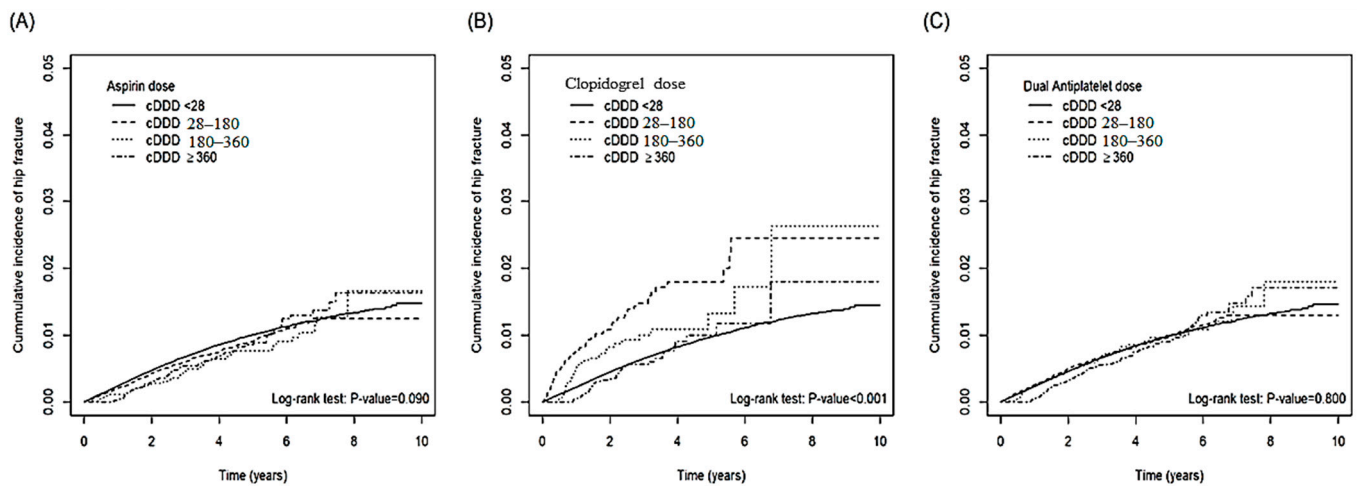 (A)
Cummulative incidence of hip fracture
0.05
0.04
0.03
0.02
0.01
0.00
Aspirin dose
cDDD <28
cDDD 28–180
cDDD 180–360
cDDD ≥ 360
Log-rank test: P-value=0.090
0 2 4 6 8 10
Time (years)
(B)
Cummulative incidence of hip fracture
0.05
0.04
0.03
0.02
0.01
0.00
Clopidogrel dose
cDDD <28
cDDD 28–180
cDDD 180–360
cDDD ≥ 360
Log-rank test: P-value<0.001
0 2 4 6 8 10
Time (years)
(C)
Cummulative incidence of hip fracture
0.05
0.04
0.03
0.02
0.01
0.00
Dual Antiplatelet dose
cDDD <28
cDDD 28–180
cDDD 180–360
cDDD ≥ 360
Log-rank test: P-value=0.800
0 2 4 6 8 10
Time (years)